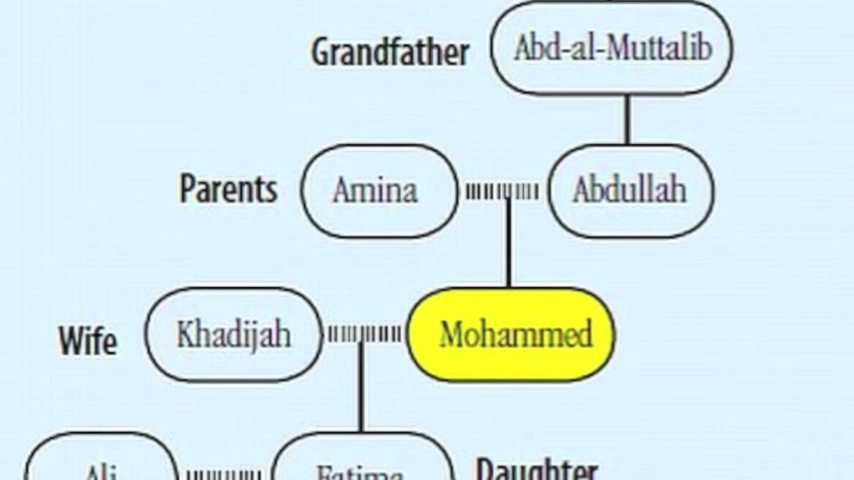 Grandfather Abd-al-Muttalib
Parents Amina Abdullah
Wife Khadijah Mohammed
Ali Fatima Daughter